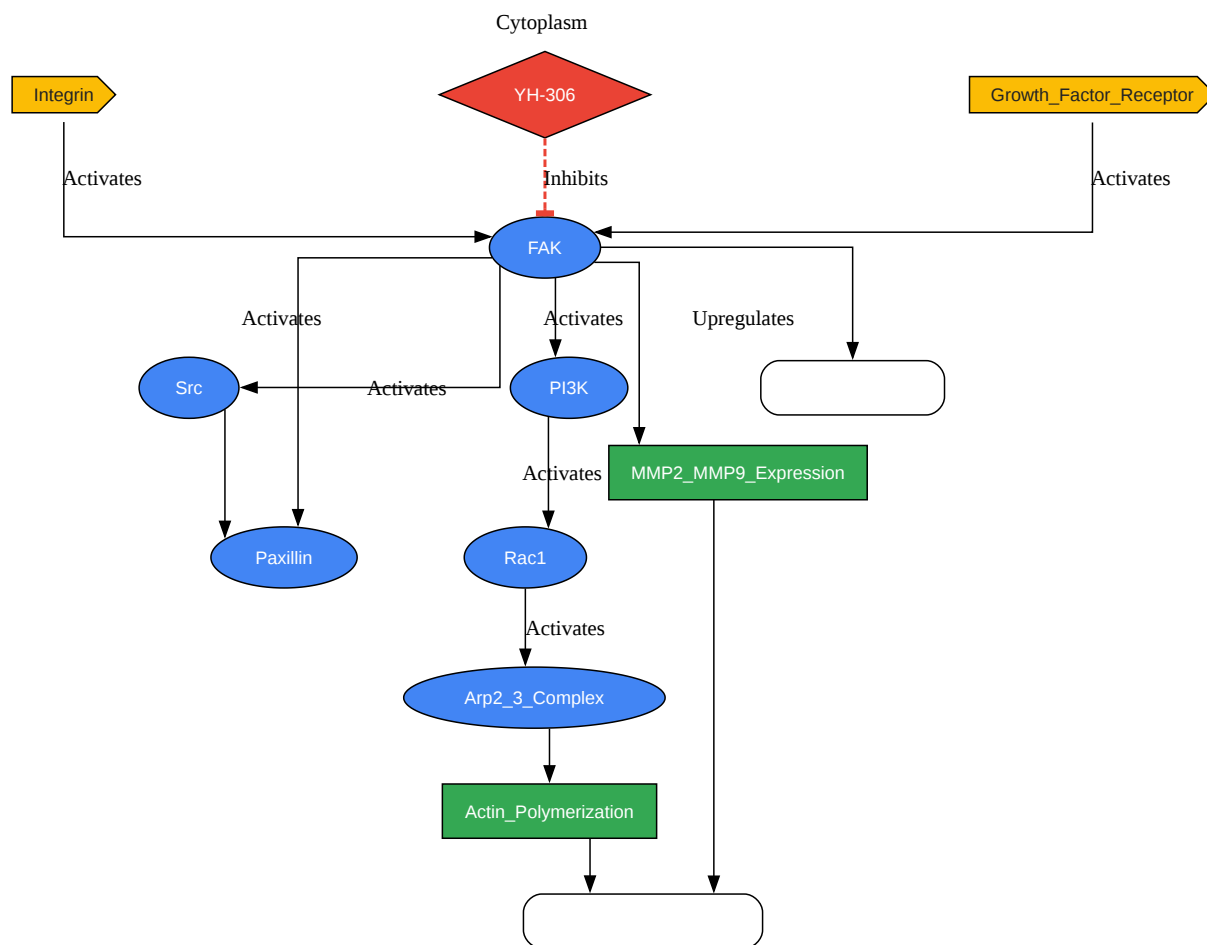 Cytoplasm
Integrin
YH-306
Growth_Factor_Receptor
Activates
Inhibits
Activates
FAK
Activates
Activates
Upregulates
Src
Activates
PI3K
Activates
MMP2_MMP9_Expression
Paxillin
Rac1
Activates
Arp2_3_Complex
Actin_Polymerization